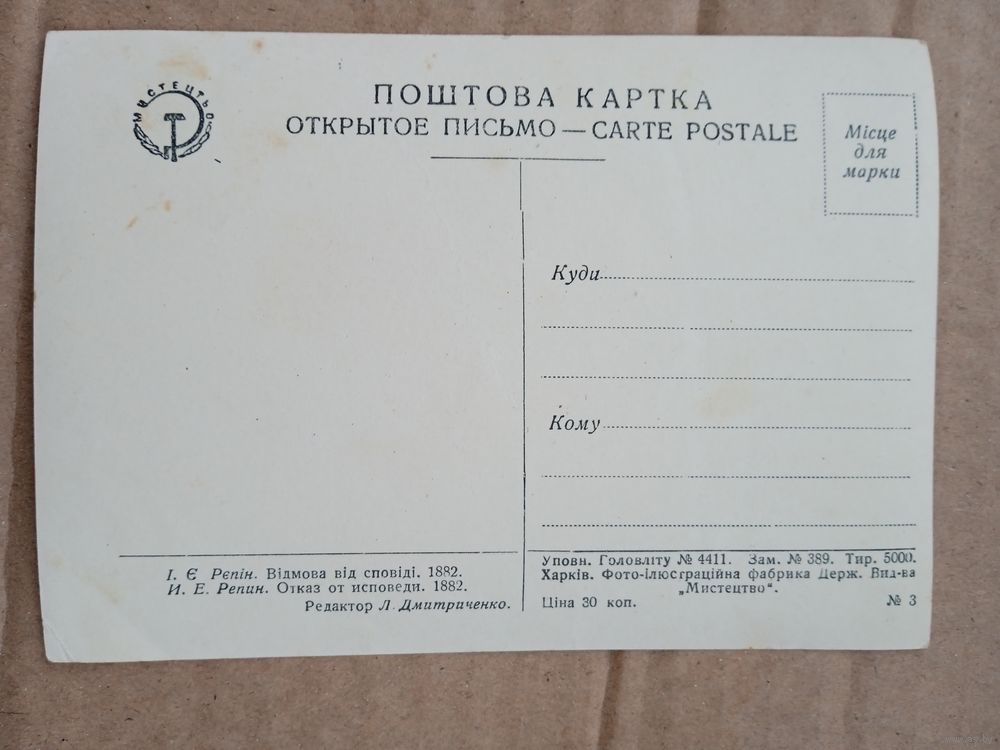 МИСТЕЦТВО
ПОШТОВА КАРТКА
ОТКРЫТОЕ ПИСЬМО — CARTE POSTALE
Місце
для
марки
Куди
Кому
І. Є Рєпін. Відмова від сповіді. 1882.
И. Е. Репин. Отказ от исповеди. 1882.
Редактор Л. Дмитриченко.
Уповн. Головліту № 4411. Зам. № 389. Тир. 5000.
Харків. Фото-ілюстраційна фабрика Держ. Вид-ва
„Мистецтво".
Ціна 30 коп. № 3